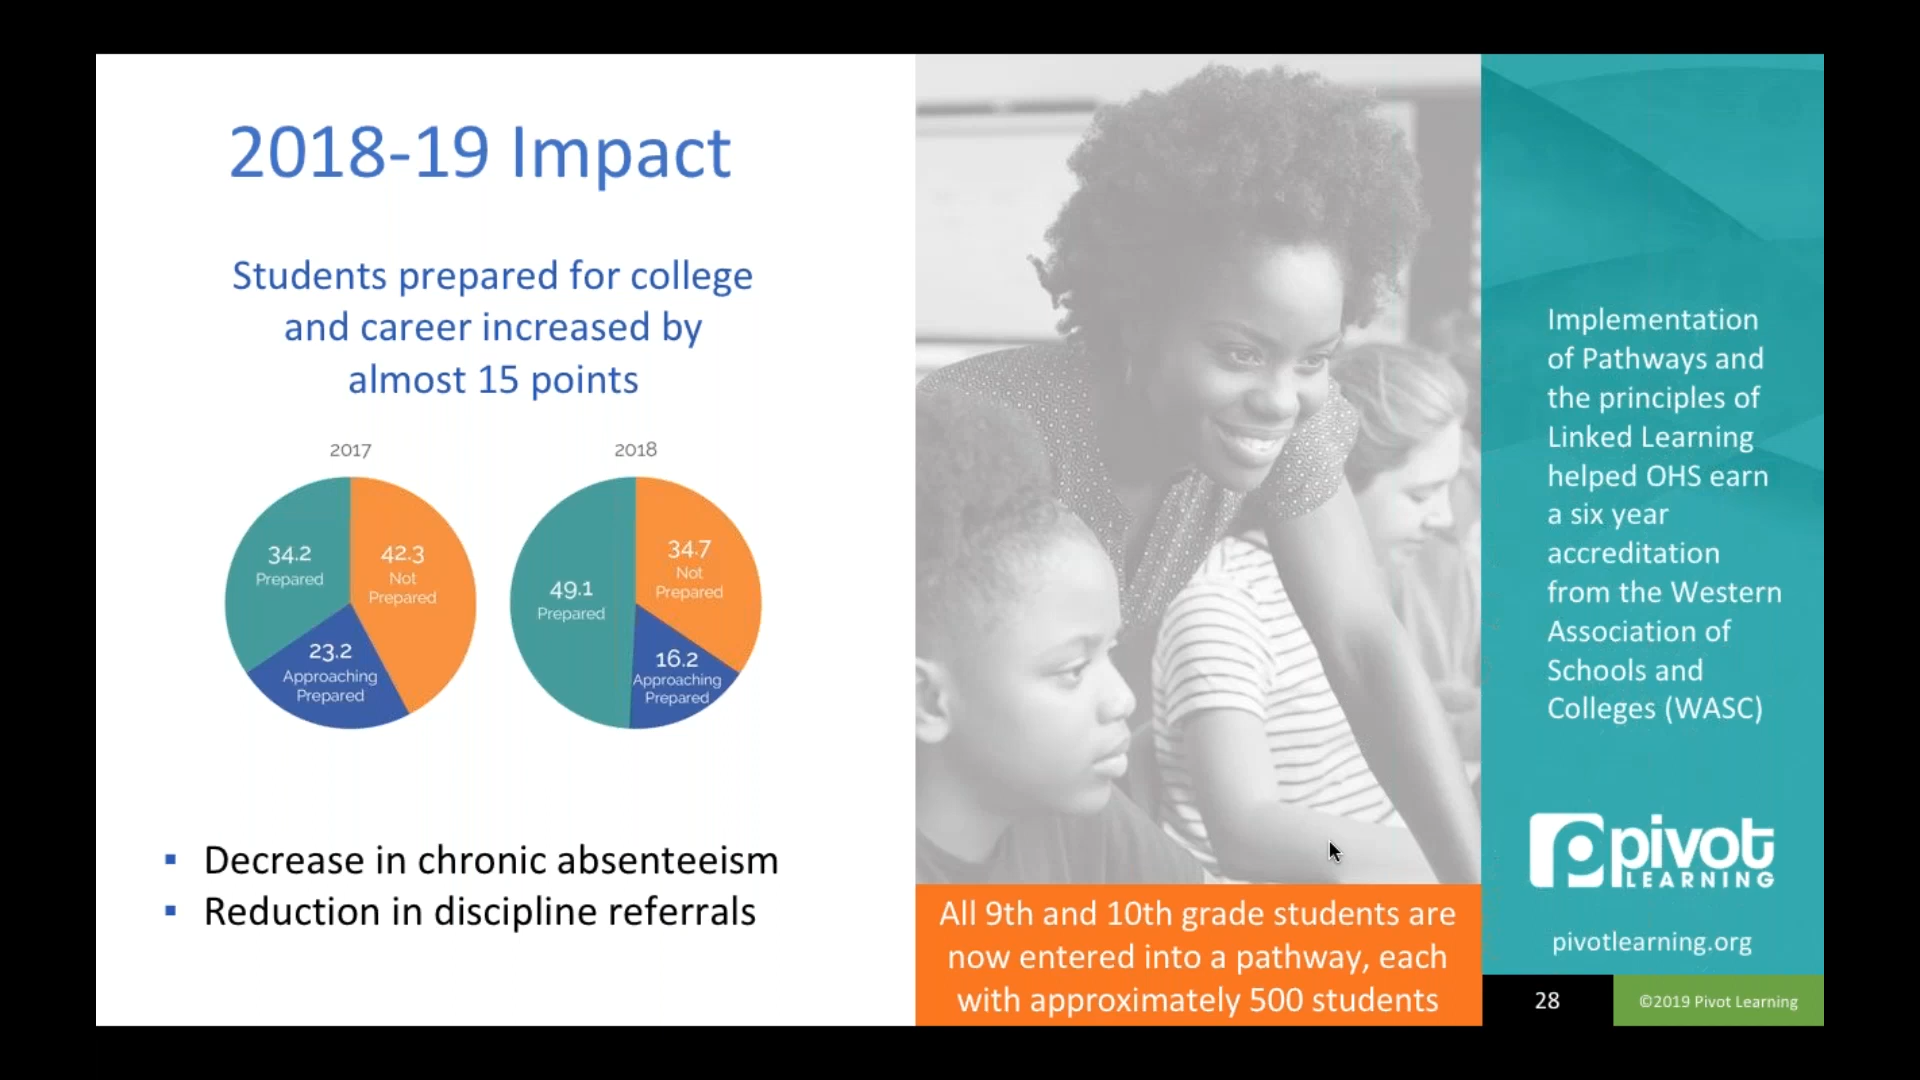 2018-19 Impact
Students prepared for college
and career increased by
almost 15 points
2017
34.2
Prepared
42.3
Not
Prepared
23.2
Approaching
Prepared
2018
49.1
Prepared
34.7
Not
Prepared
16.2
Approaching
Prepared
Decrease in chronic absenteeism
Reduction in discipline referrals
All 9th and 10th grade students are
now entered into a pathway, each
with approximately 500 students
Implementation
of Pathways and
the principles of
Linked Learning
helped OHS earn
a six year
accreditation
from the Western
Association of
Schools and
Colleges (WASC)
pivot
LEARNING
pivotlearning.org
28
©2019 Pivot Learning